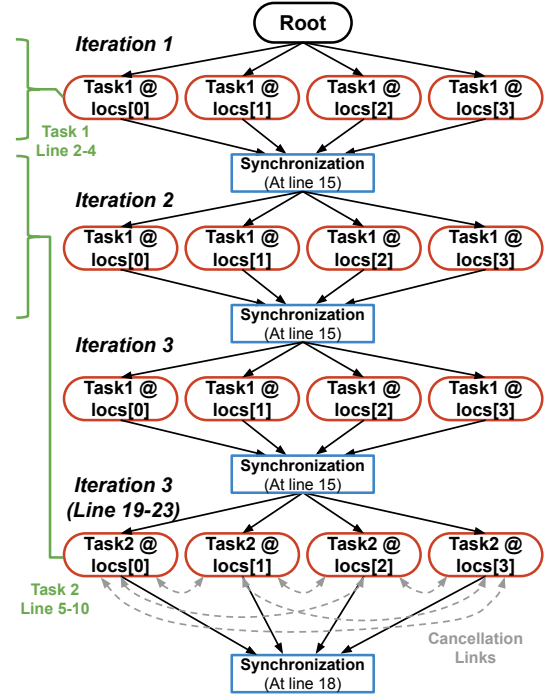 Root
Iteration 1
Task1 @
locs[0]
Task1 @
locs[1]
Task1 @
locs[2]
Task1 @
locs[3]
Task 1
Line 2-4
Synchronization
(At line 15)
Iteration 2
Task1 @
locs[0]
Task1 @
locs[1]
Task1 @
locs[2]
Task1 @
locs[3]
Synchronization
(At line 15)
Iteration 3
Task1 @
locs[0]
Task1 @
locs[1]
Task1 @
locs[2]
Task1 @
locs[3]
Synchronization
(At line 15)
Iteration 3
(Line 19-23)
Task2 @
locs[0]
Task2 @
locs[1]
Task2 @
locs[2]
Task2 @
locs[3]
Task 2
Line 5-10
Cancellation
Links
Synchronization
(At line 18)